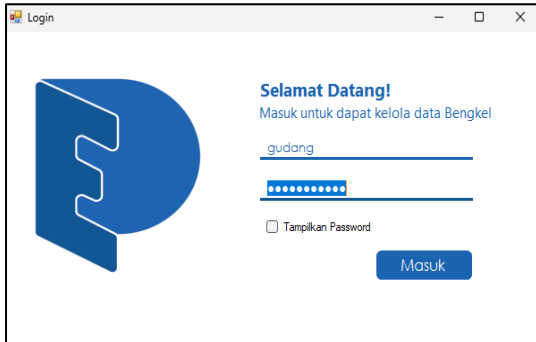 Login
Selamat Datang!
Masuk untuk dapat kelola data Bengkel
gudang
●●●●●●●●●●●
Tampilkan Password
Masuk